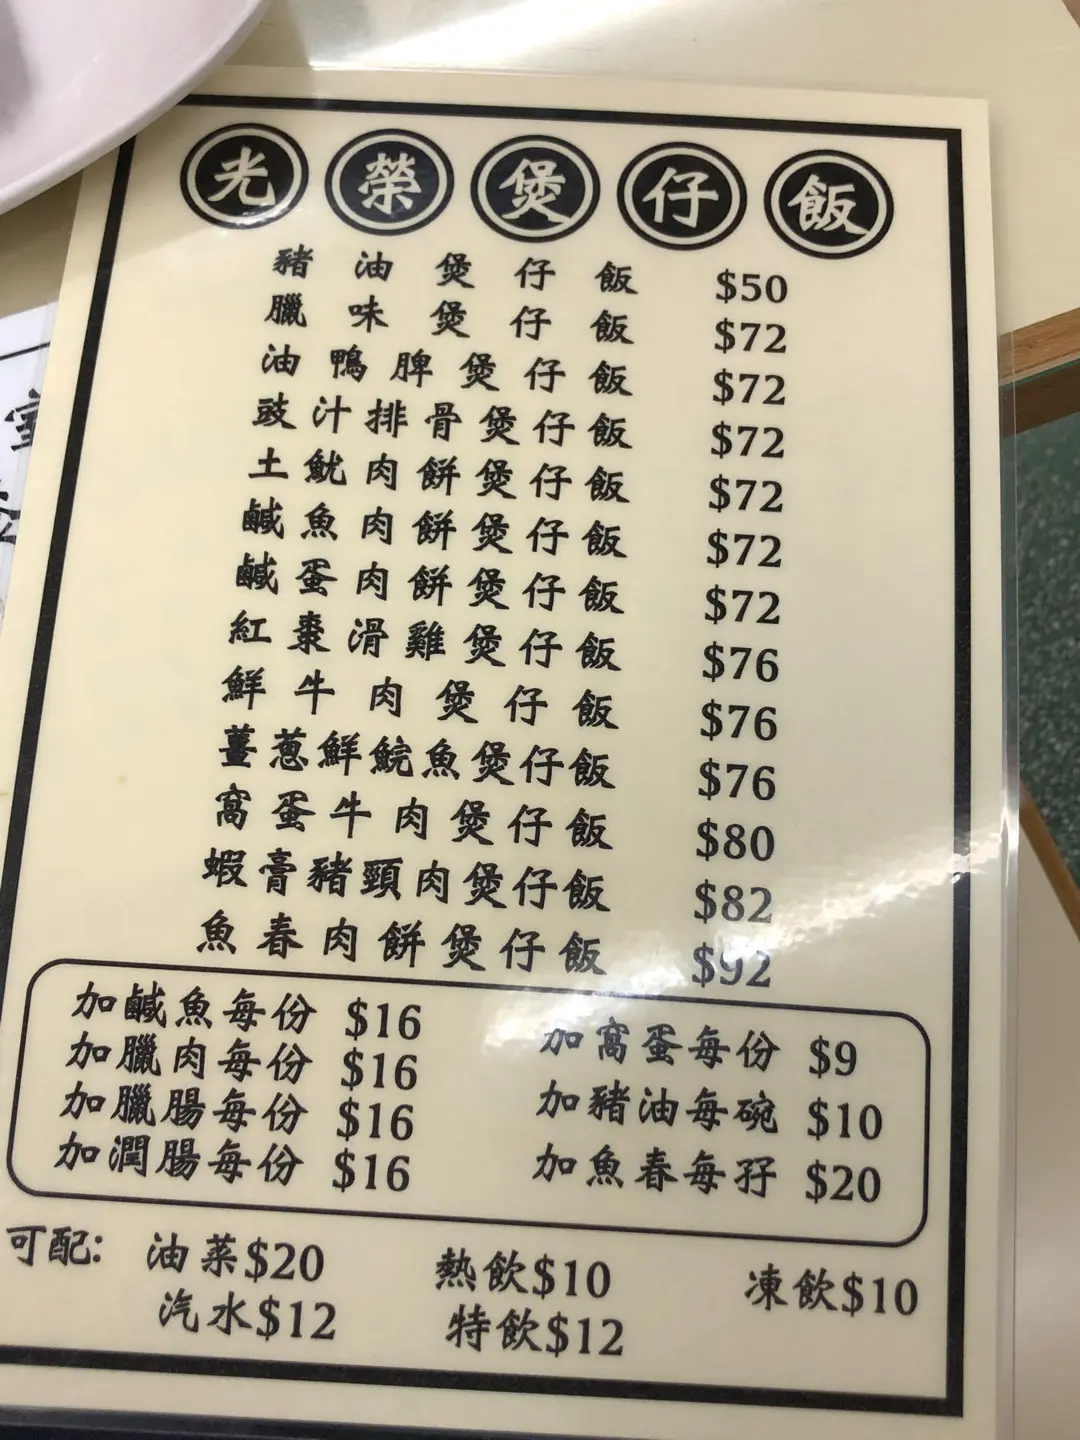 光榮煲仔飯
豬油煲仔飯 $50
臘味煲仔飯 $72
油鴨脾煲仔飯 $72
豉汁排骨煲仔飯 $72
土魷肉餅煲仔飯 $72
鹹魚肉餅煲仔飯 $72
鹹蛋肉餅煲仔飯 $72
紅棗滑雞煲仔飯 $76
鮮牛肉煲仔飯 $76
薑蔥鮮鯇魚煲仔飯 $76
窩蛋牛肉煲仔飯 $80
蝦膏豬頸肉煲仔飯 $82
魚春肉餅煲仔飯 $92
加鹹魚每份 $16
加臘肉每份 $16
加臘腸每份 $16
加潤腸每份 $16
加窩蛋每份 $9
加豬油每碗 $10
加魚春每孖 $20
可配: 油菜$20 熱飲$10 凍飲$10
汽水$12 特飲$12